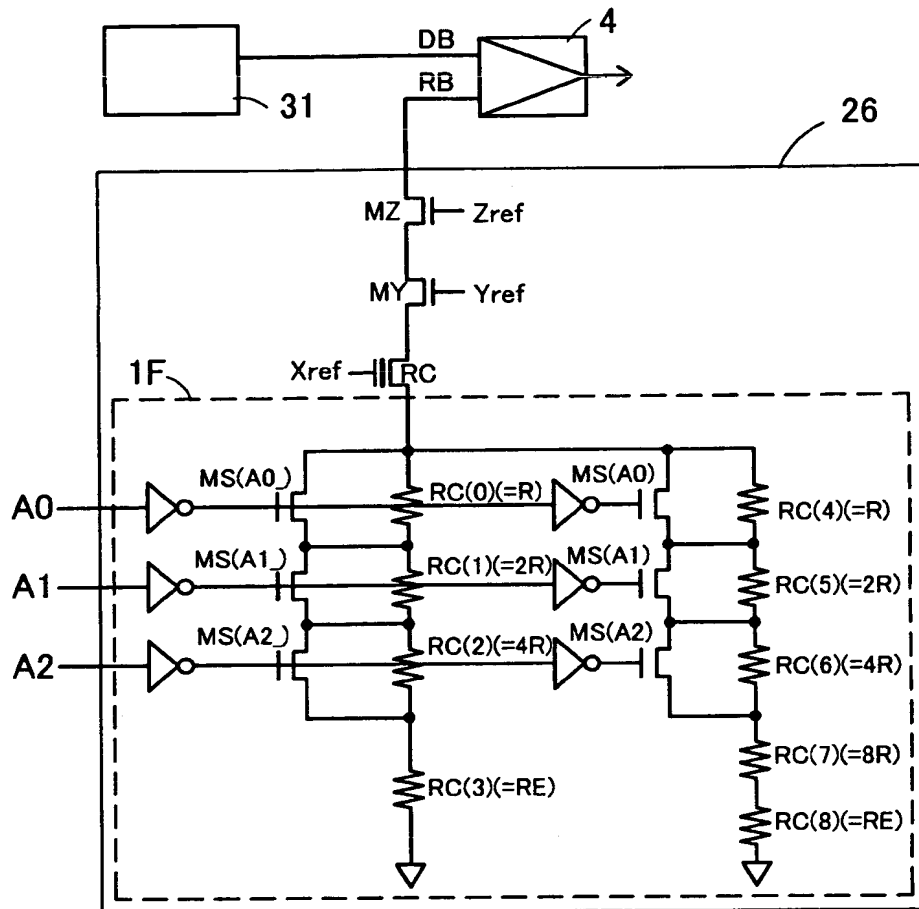 DB
4
RB
31
26
MZ
Zref
MY
Yref
Xref
RC
1F
A0
MS(A0_)
RC(0)(=R)
MS(A0)
RC(4)(=R)
A1
MS(A1_)
RC(1)(=2R)
MS(A1)
RC(5)(=2R)
A2
MS(A2_)
RC(2)(=4R)
MS(A2)
RC(6)(=4R)
RC(3)(=RE)
RC(7)(=8R)
RC(8)(=RE)